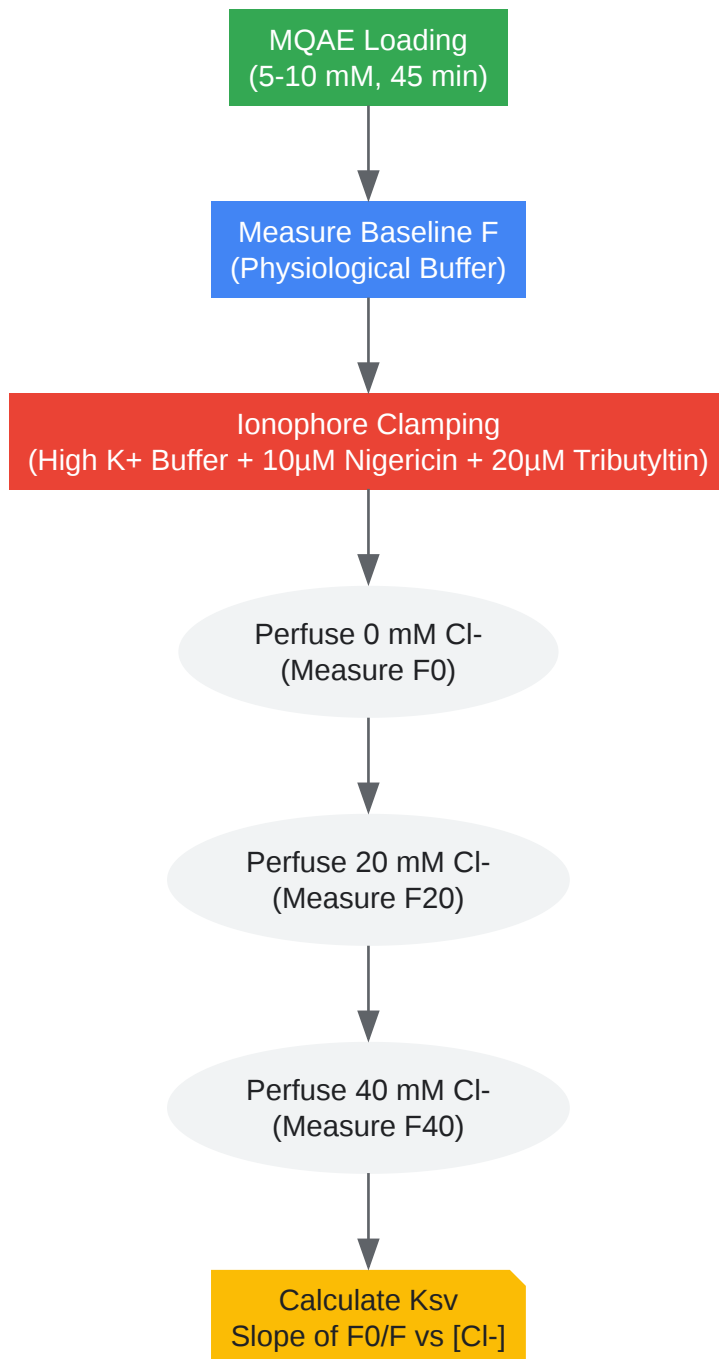 MQAE Loading
(5-10 mM, 45 min)
Measure Baseline F
(Physiological Buffer)
Ionophore Clamping
(High K+ Buffer + 10µM Nigericin + 20µM Tributyltin)
Perfuse 0 mM Cl-
(Measure F0)
Perfuse 20 mM Cl-
(Measure F20)
Perfuse 40 mM Cl-
(Measure F40)
Calculate Ksv
Slope of F0/F vs [Cl-]